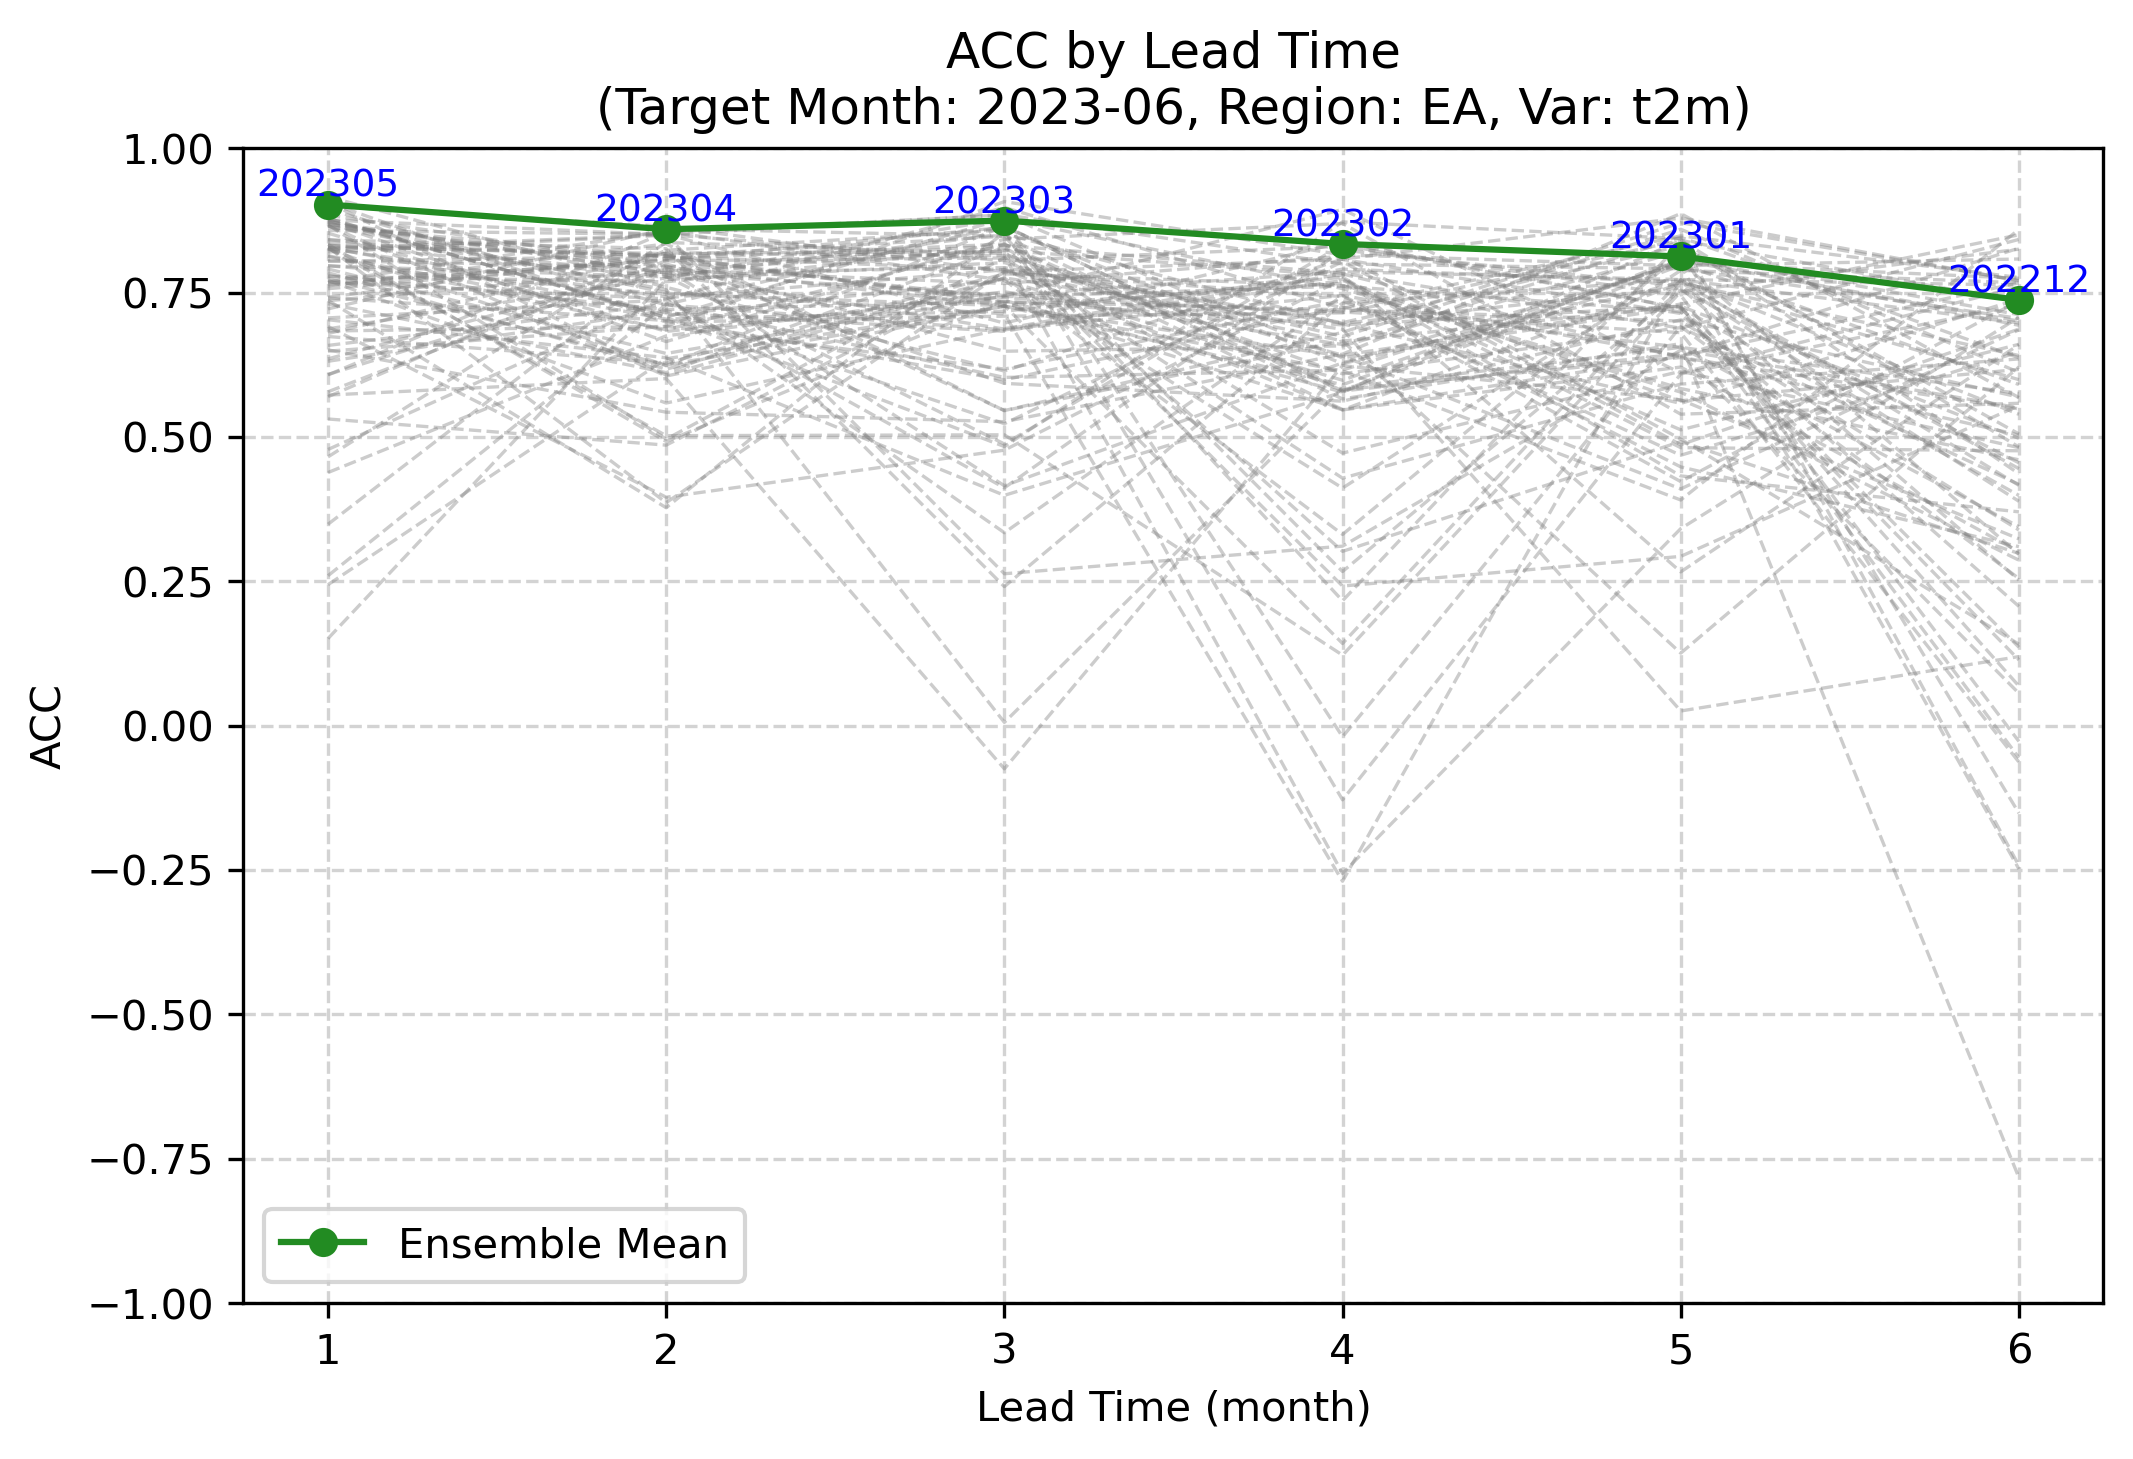 ACC by Lead Time
(Target Month: 2023-06, Region: EA, Var: t2m)
1.00
0.75
0.50
0.25
0.00
−0.25
−0.50
−0.75
−1.00
ACC
202305
202304
202303
202302
202301
202212
Ensemble Mean
1 2 3 4 5 6
Lead Time (month)